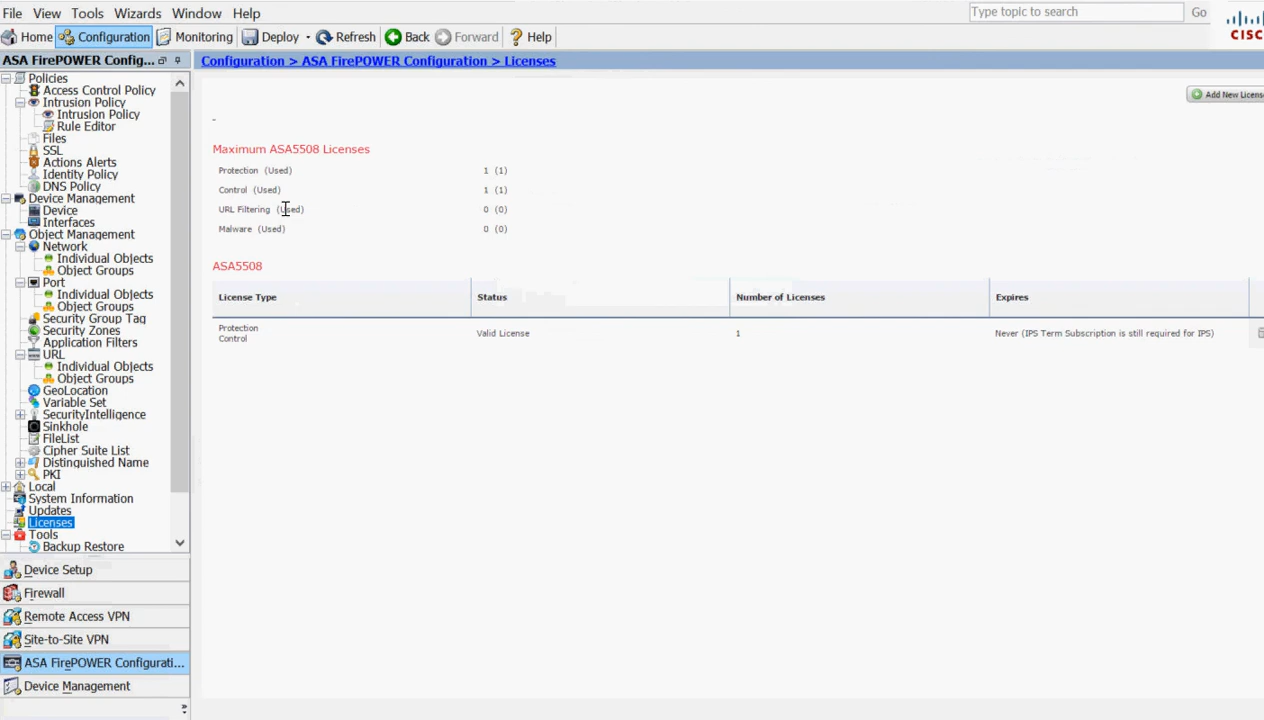 File View Tools Wizards Window Help
Type topic to search Go
Home Configuration Monitoring Deploy Refresh Back Forward Help
CISC
ASA FirePOWER Config...
Configuration > ASA FirePOWER Configuration > Licenses
Policies
Access Control Policy
Intrusion Policy
Intrusion Policy
Rule Editor
Files
SSL
Actions Alerts
Identity Policy
DNS Policy
Device Management
Device
Interfaces
Object Management
Network
Individual Objects
Object Groups
Port
Individual Objects
Object Groups
Security Group Tag
Security Zones
Application Filters
URL
Individual Objects
Object Groups
GeoLocation
Variable Set
SecurityIntelligence
Sinkhole
FileList
Cipher Suite List
Distinguished Name
PKI
Local
System Information
Updates
Licenses
Tools
Backup Restore
Device Setup
Firewall
Remote Access VPN
Site-to-Site VPN
ASA FirePOWER Configurati...
Device Management
Add New Licens
-
Maximum ASA5508 Licenses
Protection (Used) 1 (1)
Control (Used) 1 (1)
URL Filtering (Used) 0 (0)
Malware (Used) 0 (0)
ASA5508
License Type Status Number of Licenses Expires
Protection
Control
Valid License 1 Never (IPS Term Subscription is still required for IPS)